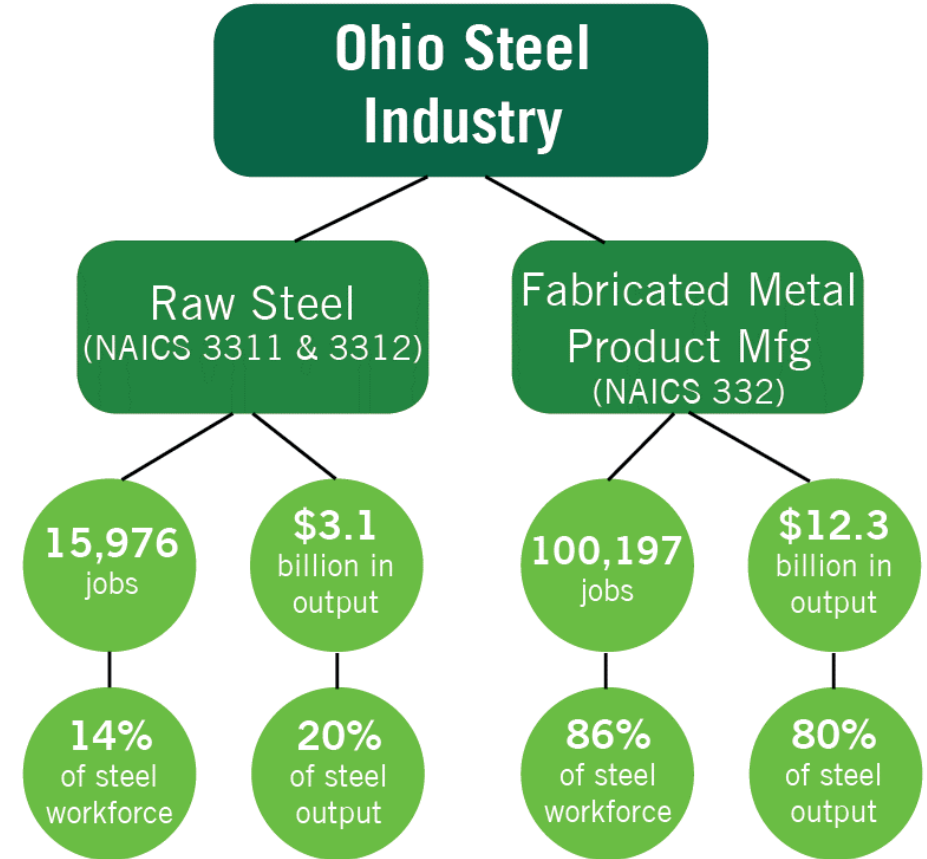 Ohio Steel
Industry
Raw Steel
(NAICS 3311 & 3312)
Fabricated Metal
Product Mfg
(NAICS 332)
15,976
jobs
$3.1
billion in
output
100,197
jobs
$12.3
billion in
output
14%
of steel
workforce
20%
of steel
output
86%
of steel
workforce
80%
of steel
output